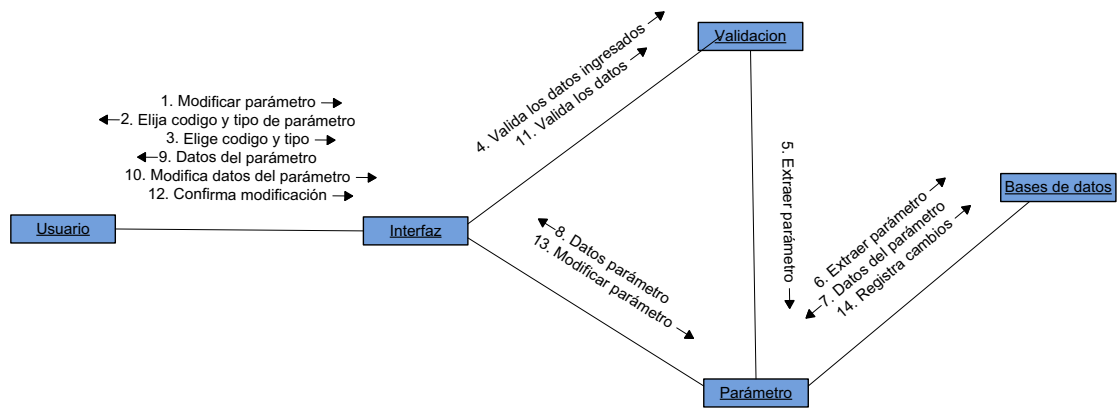 Validacion
4. Valida los datos ingresados
11. Valida los datos
1. Modificar parámetro
2. Elija codigo y tipo de parámetro
3. Elige codigo y tipo
9. Datos del parámetro
10. Modifica datos del parámetro
12. Confirma modificación
5. Extraer parámetro
Bases de datos
Usuario
Interfaz
8. Datos parámetro
13. Modificar parámetro
6. Extraer parámetro
7. Datos del parámetro
14. Registra cambios
Parámetro